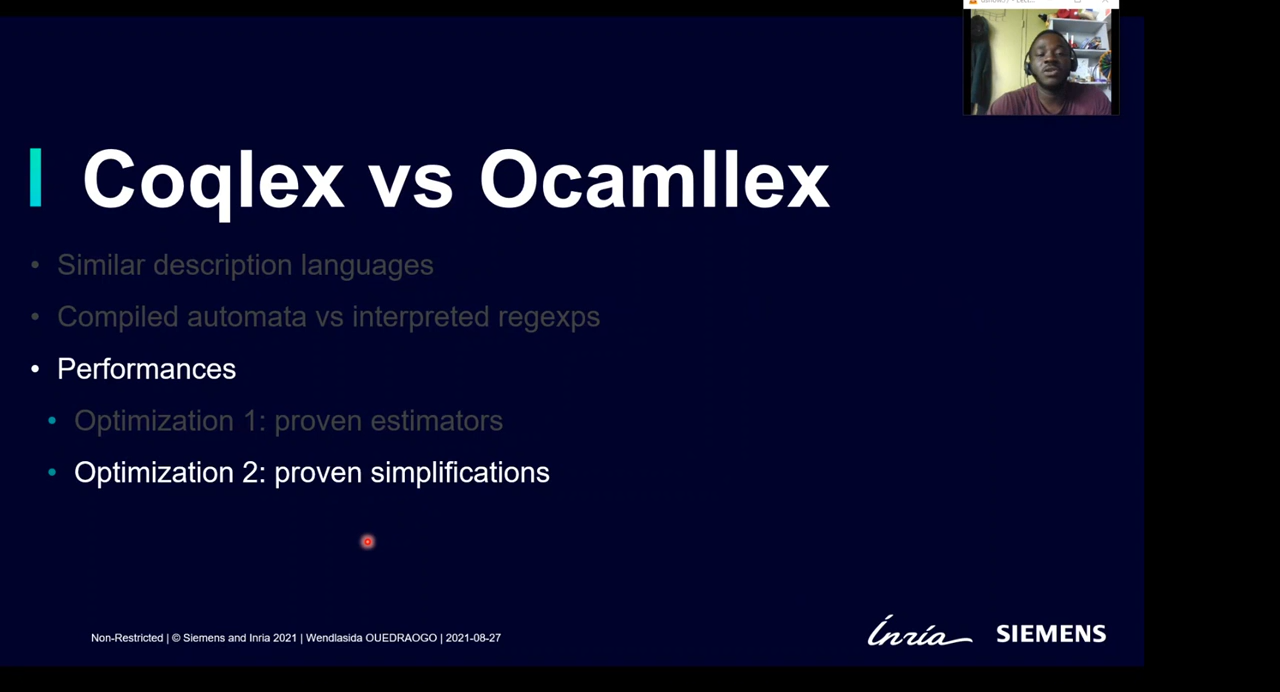 Coqlex vs Ocamllex
• Similar description languages
• Compiled automata vs interpreted regexps
• Performances
• Optimization 1: proven estimators
• Optimization 2: proven simplifications
Non-Restricted | © Siemens and Inria 2021 | Wendlasida OUEDRAOGO | 2021-08-27
Inria SIEMENS